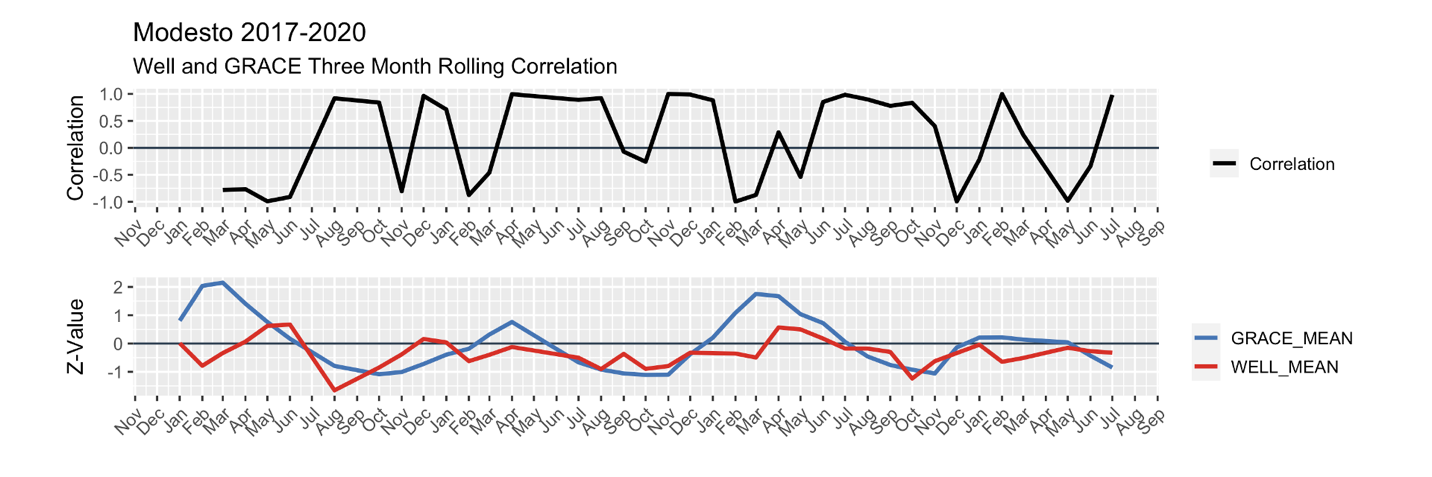 Modesto 2017-2020
Well and GRACE Three Month Rolling Correlation
Correlation
1.0
0.5
0.0
-0.5
-1.0
Nov Dec Jan Feb Mar Apr May Jun Jul Aug Sep Oct Nov Dec Jan Feb Mar Apr May Jun Jul Aug Sep Oct Nov Dec Jan Feb Mar Apr May Jun Jul Aug Sep Oct Nov Dec Jan Feb Mar Apr May Jun Jul Aug Sep
Correlation
Z-Value
2
1
0
-1
Nov Dec Jan Feb Mar Apr May Jun Jul Aug Sep Oct Nov Dec Jan Feb Mar Apr May Jun Jul Aug Sep Oct Nov Dec Jan Feb Mar Apr May Jun Jul Aug Sep Oct Nov Dec Jan Feb Mar Apr May Jun Jul Aug Sep
GRACE_MEAN
WELL_MEAN